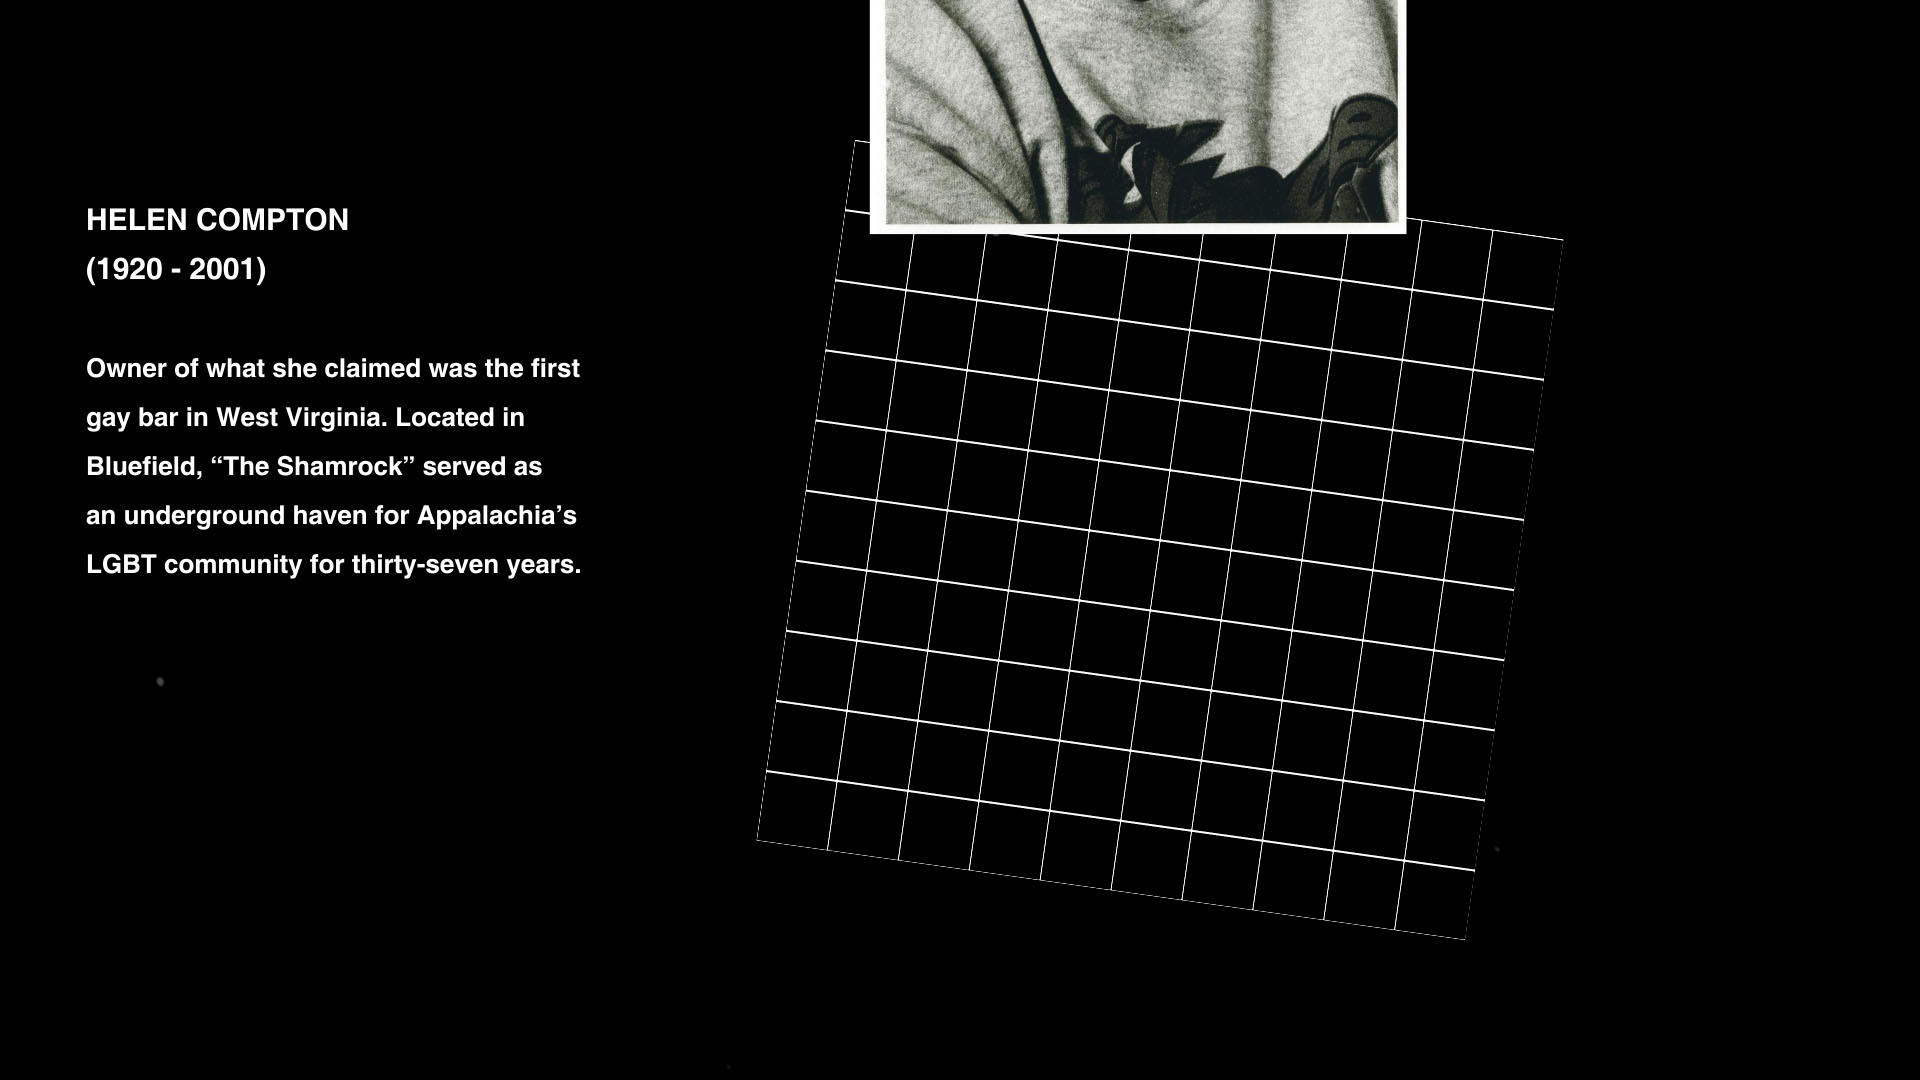 HELEN COMPTON
(1920 - 2001)
Owner of what she claimed was the first
gay bar in West Virginia. Located in
Bluefield, “The Shamrock” served as
an underground haven for Appalachia’s
LGBT community for thirty-seven years.